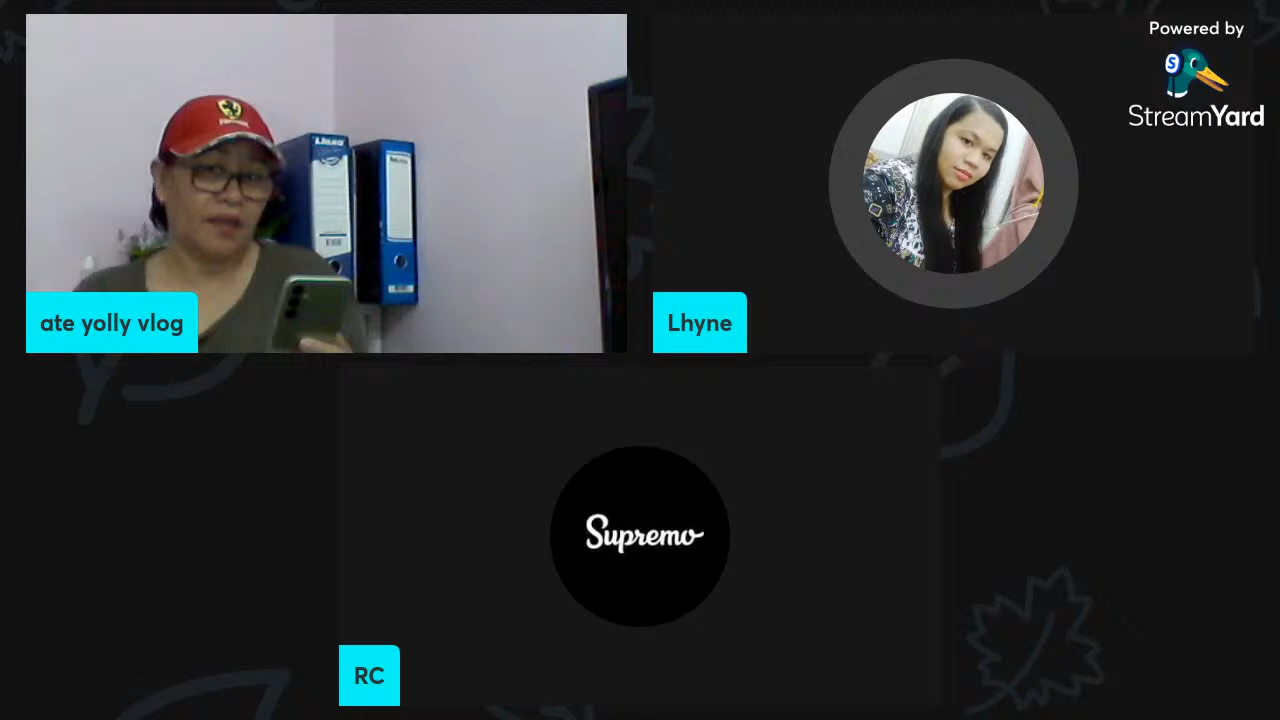 Powered by
StreamYard
ate yolly vlog
Lhyne
Supremo
RC